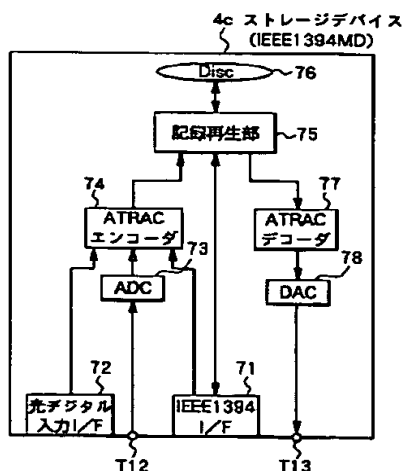 4c ストレージデバイス
(IEEE1394MD)
Disc
76
記録再生部
75
74
ATRAC
エンコーダ
77
ATRAC
デコーダ
73
ADC
78
DAC
72
光デジタル
入力I/F
71
IEEE1394
I/F
T12
T13